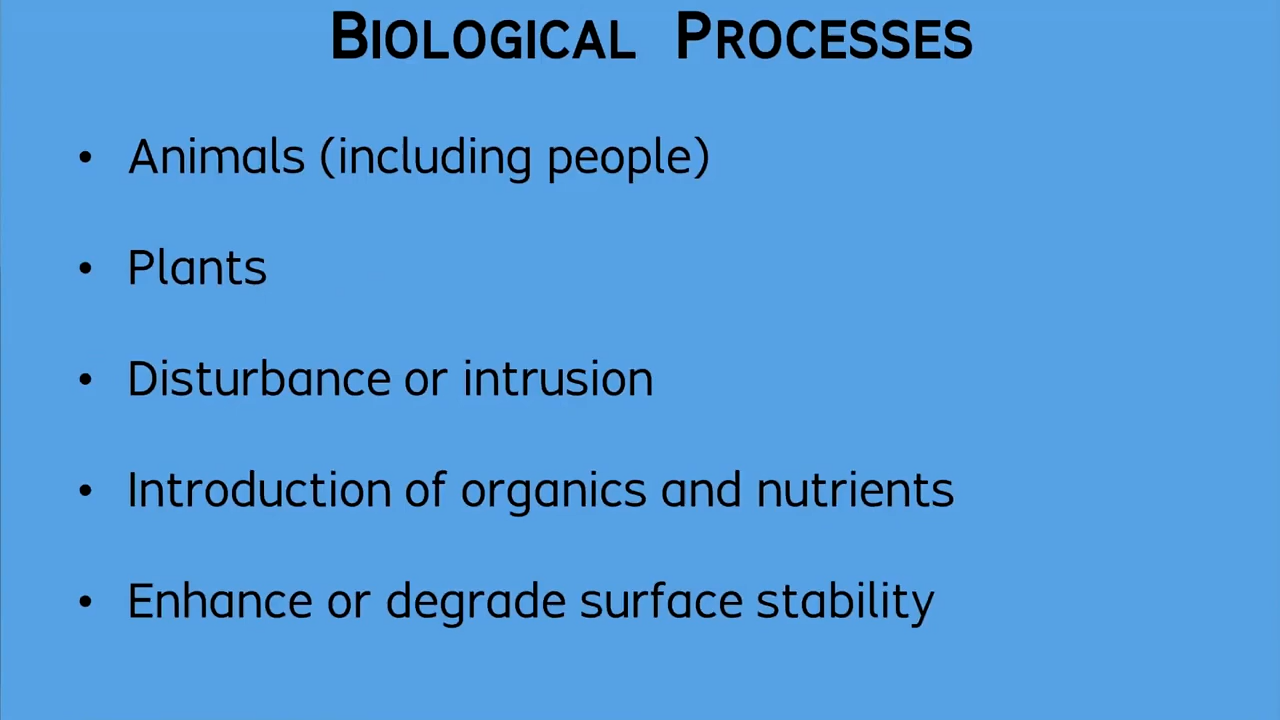 BIOLOGICAL PROCESSES
• Animals (including people)
• Plants
• Disturbance or intrusion
• Introduction of organics and nutrients
• Enhance or degrade surface stability